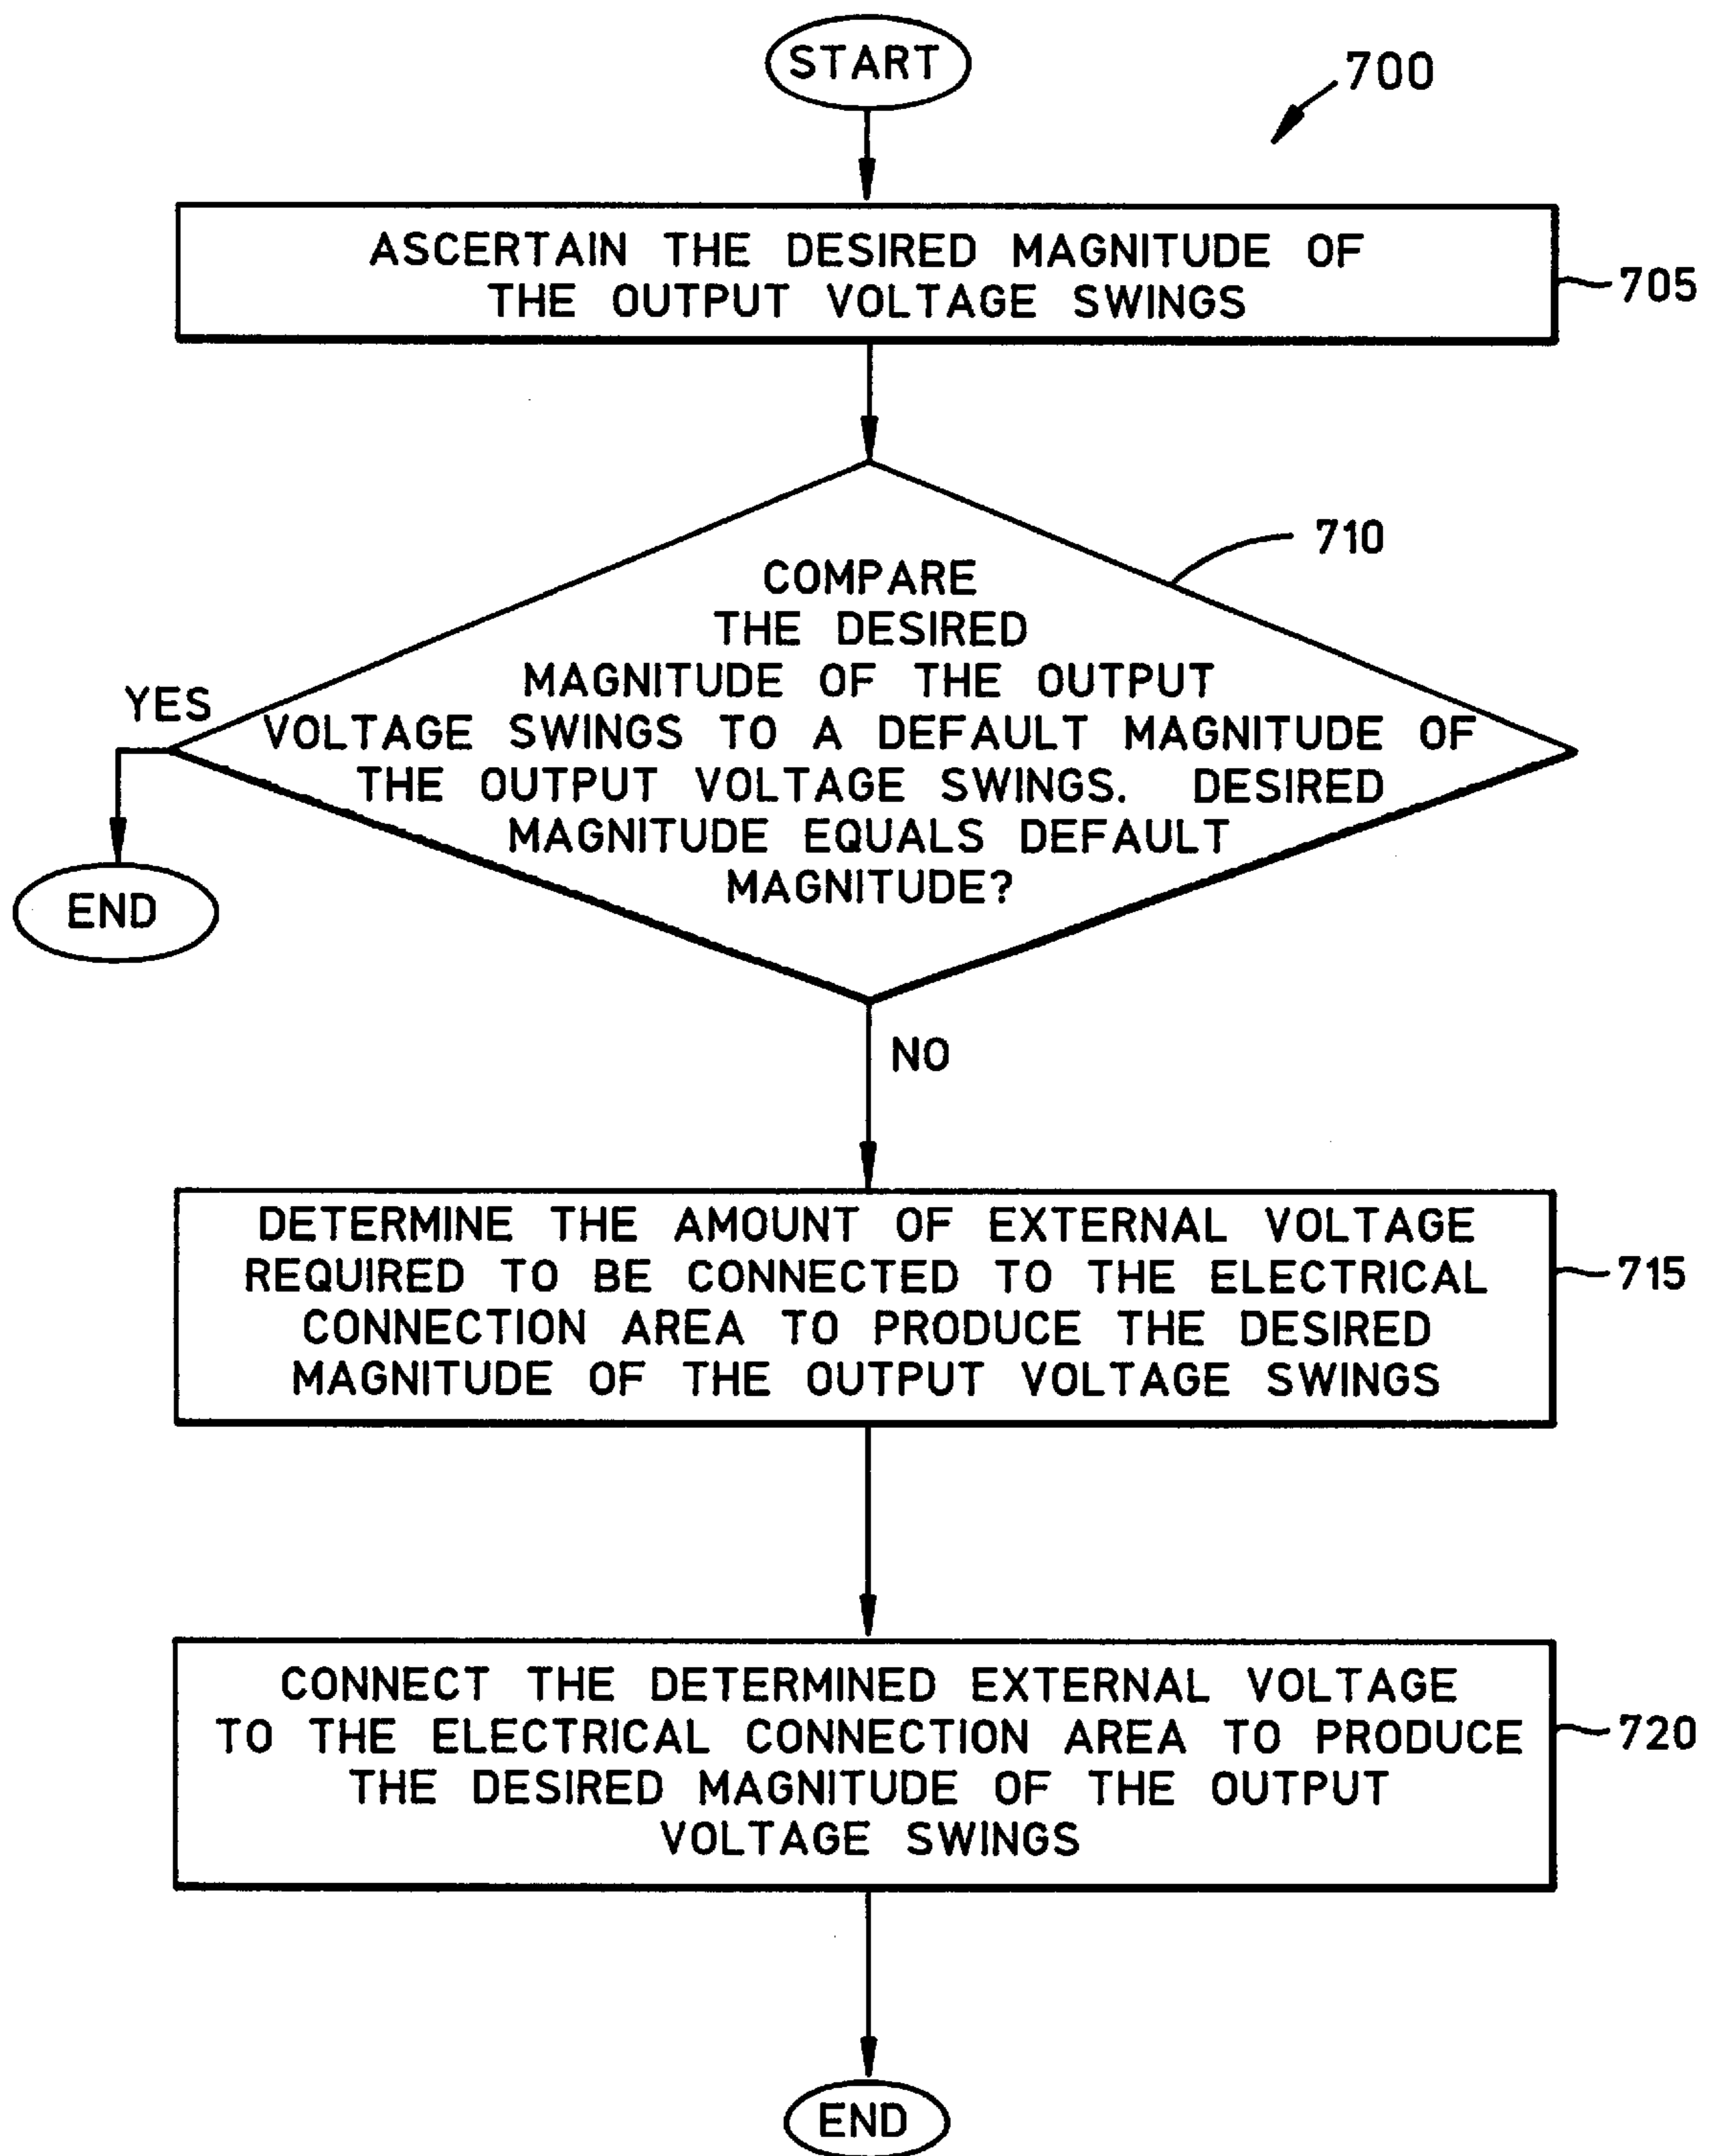 START
700
ASCERTAIN THE DESIRED MAGNITUDE OF
THE OUTPUT VOLTAGE SWINGS
705
710
COMPARE
THE DESIRED
MAGNITUDE OF THE OUTPUT
VOLTAGE SWINGS TO A DEFAULT MAGNITUDE OF
THE OUTPUT VOLTAGE SWINGS. DESIRED
MAGNITUDE EQUALS DEFAULT
MAGNITUDE?
YES
END
NO
DETERMINE THE AMOUNT OF EXTERNAL VOLTAGE
REQUIRED TO BE CONNECTED TO THE ELECTRICAL
CONNECTION AREA TO PRODUCE THE DESIRED
MAGNITUDE OF THE OUTPUT VOLTAGE SWINGS
715
CONNECT THE DETERMINED EXTERNAL VOLTAGE
TO THE ELECTRICAL CONNECTION AREA TO PRODUCE
THE DESIRED MAGNITUDE OF THE OUTPUT
VOLTAGE SWINGS
720
END